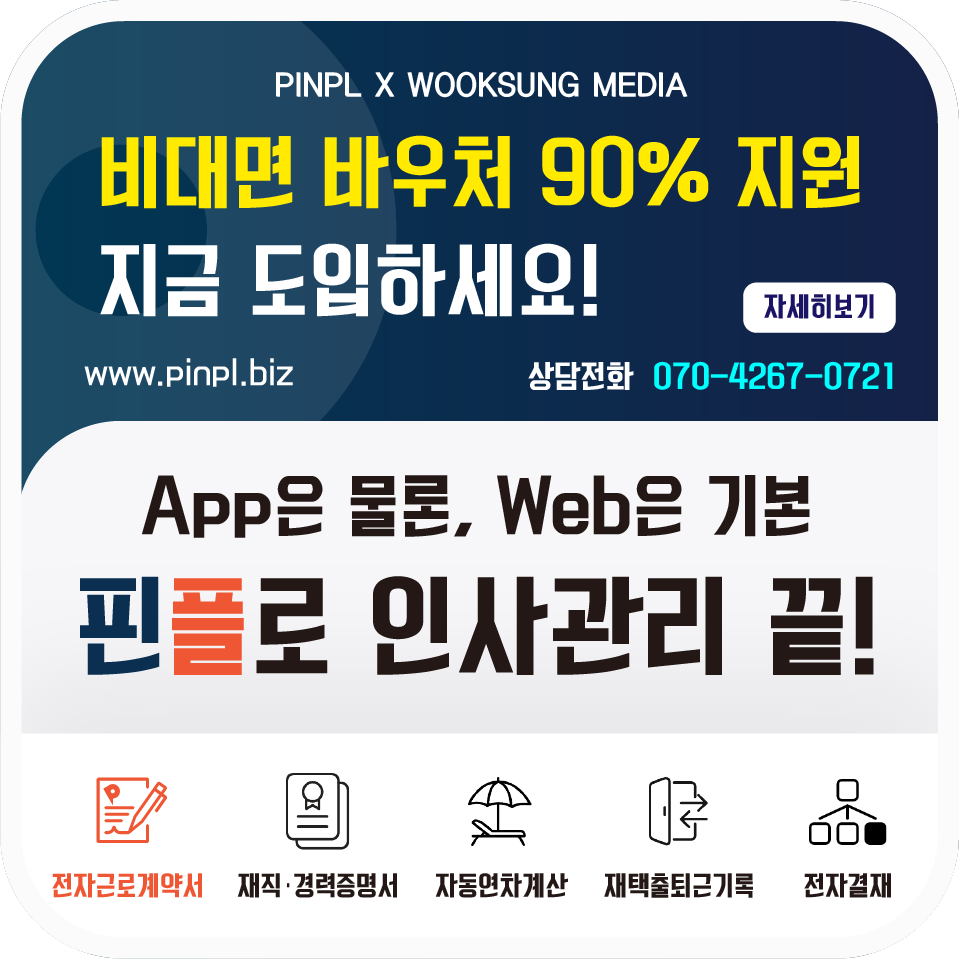 PINPL X WOOKSUNG MEDIA
비대면 바우처 90% 지원
지금 도입하세요!
자세히보기
www.pinpl.biz
상담전화 070-4267-0721
App은 물론, Web은 기본
핀플로 인사관리 끝!
전자근로계약서
재직·경력증명서
자동연차계산
재택출퇴근기록
전자결재